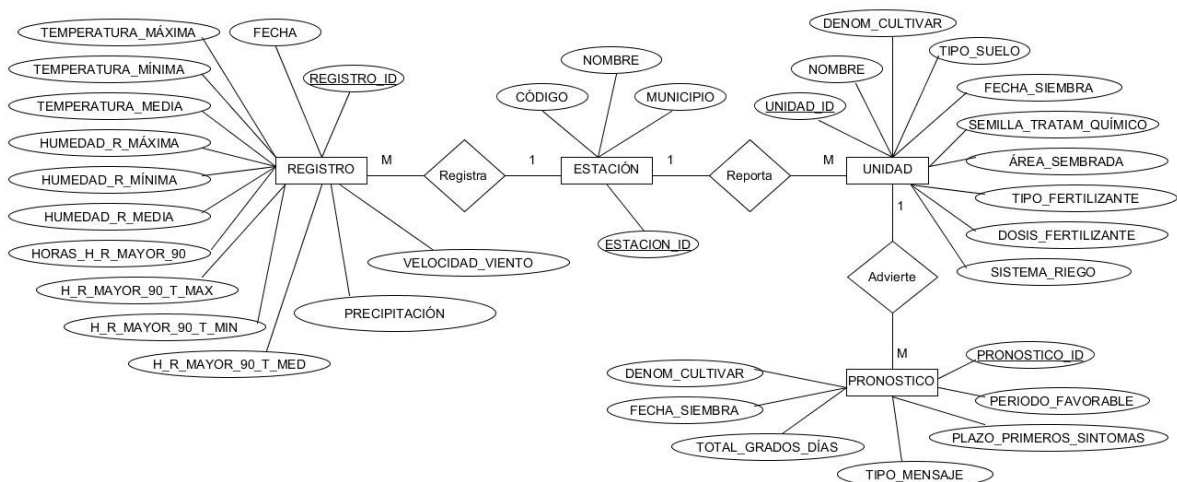 TEMPERATURA_MÁXIMA
FECHA
TEMPERATURA_MÍNIMA
REGISTRO_ID
TEMPERATURA_MEDIA
HUMEDAD_R_MÁXIMA
HUMEDAD_R_MÍNIMA
HUMEDAD_R_MEDIA
HORAS_H_R_MAYOR_90
H_R_MAYOR_90_T_MAX
H_R_MAYOR_90_T_MIN
H_R_MAYOR_90_T_MED
REGISTRO
VELOCIDAD_VIENTO
PRECIPITACIÓN
M
Registra
1
NOMBRE
CÓDIGO
MUNICIPIO
ESTACIÓN
ESTACION_ID
1
Reporta
M
DENOM_CULTIVAR
TIPO_SUELO
NOMBRE
FECHA_SIEMBRA
UNIDAD_ID
SEMILLA_TRATAM_QUÍMICO
ÁREA_SEMBRADA
UNIDAD
TIPO_FERTILIZANTE
DOSIS_FERTILIZANTE
SISTEMA_RIEGO
1
Advierte
M
PRONOSTICO_ID
DENOM_CULTIVAR
PRONOSTICO
PERIODO_FAVORABLE
FECHA_SIEMBRA
PLAZO_PRIMEROS_SINTOMAS
TOTAL_GRADOS_DÍAS
TIPO_MENSAJE